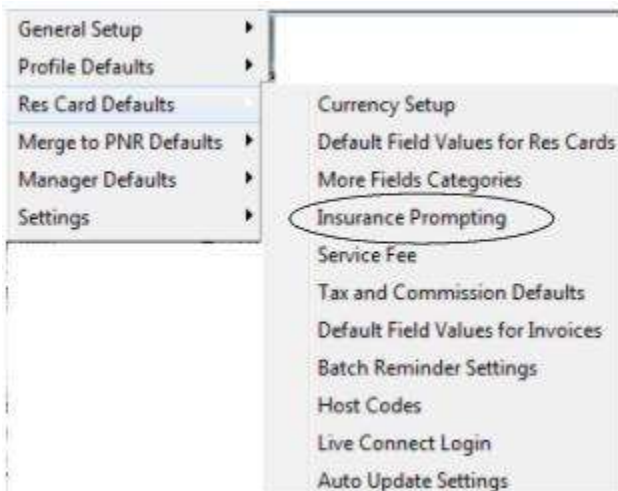 General Setup
Profile Defaults
Res Card Defaults
Merge to PNR Defaults
Manager Defaults
Settings
Currency Setup
Default Field Values for Res Cards
More Fields Categories
Insurance Prompting
Service Fee
Tax and Commission Defaults
Default Field Values for Invoices
Batch Reminder Settings
Host Codes
Live Connect Login
Auto Update Settings